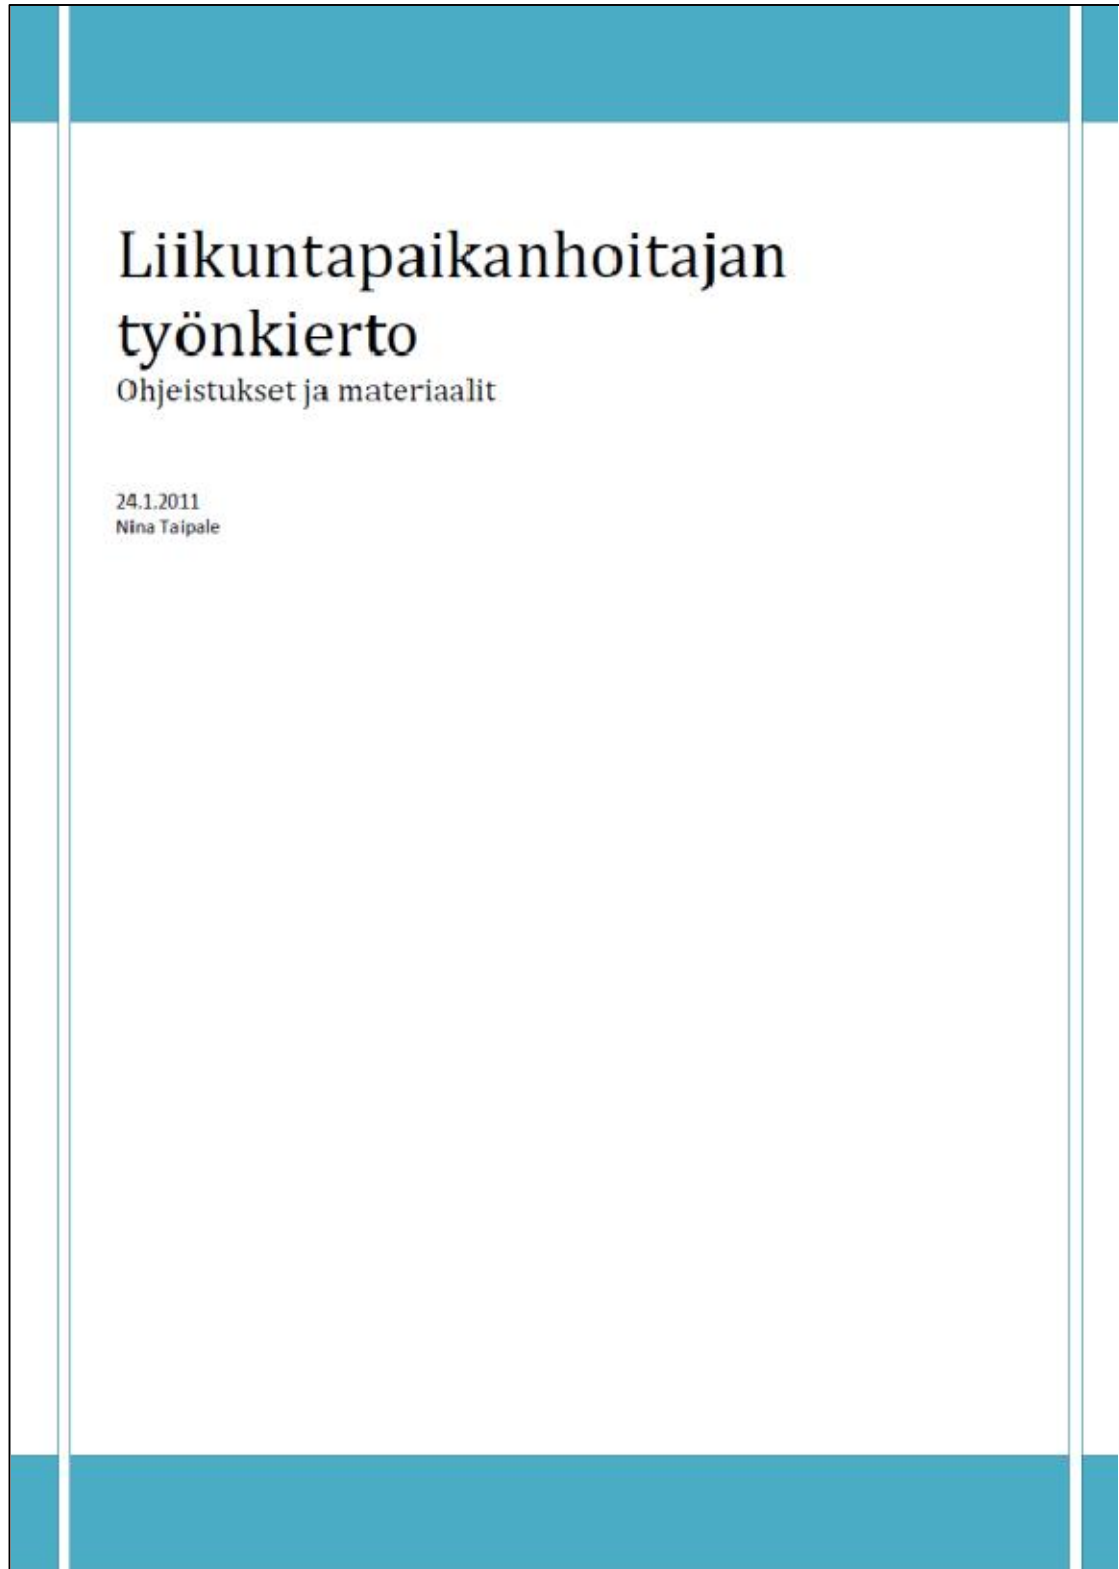 Liikuntapaikanhoitajan
työnkierto
Ohjeistukset ja materiaalit
24.1.2011
Nina Taipale